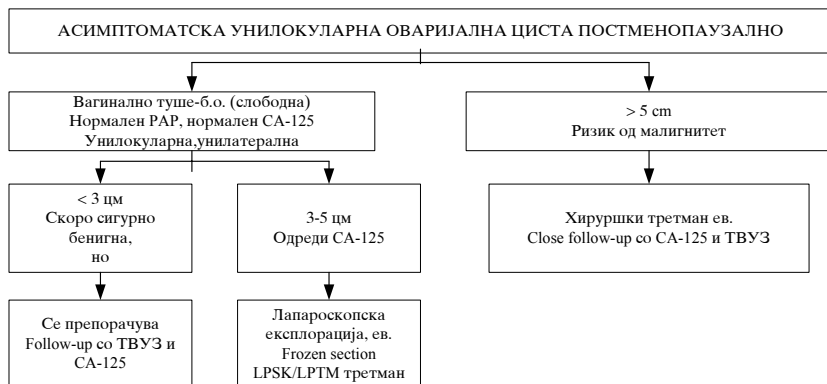 АСИМПТОМАТСКА УНИЛОКУЛАРНА ОВАРИЈАЛНА ЦИСТА ПОСТМЕНОПАУЗАЛНО
Вагинално туше-б.о. (слободна)
Нормален PAP, нормален CA-125
Унилокуларна,унилатерална
> 5 cm
Ризик од малигнитет
< 3 цм
Скоро сигурно
бенигна,
но
3-5 цм
Одреди CA-125
Хируршки третман ев.
Close follow-up со CA-125 и ТВУЗ
Се препорачува
Follow-up со ТВУЗ и
CA-125
Лапароскопска
експлорација, ев.
Frozen section
LPSK/LPTM третман